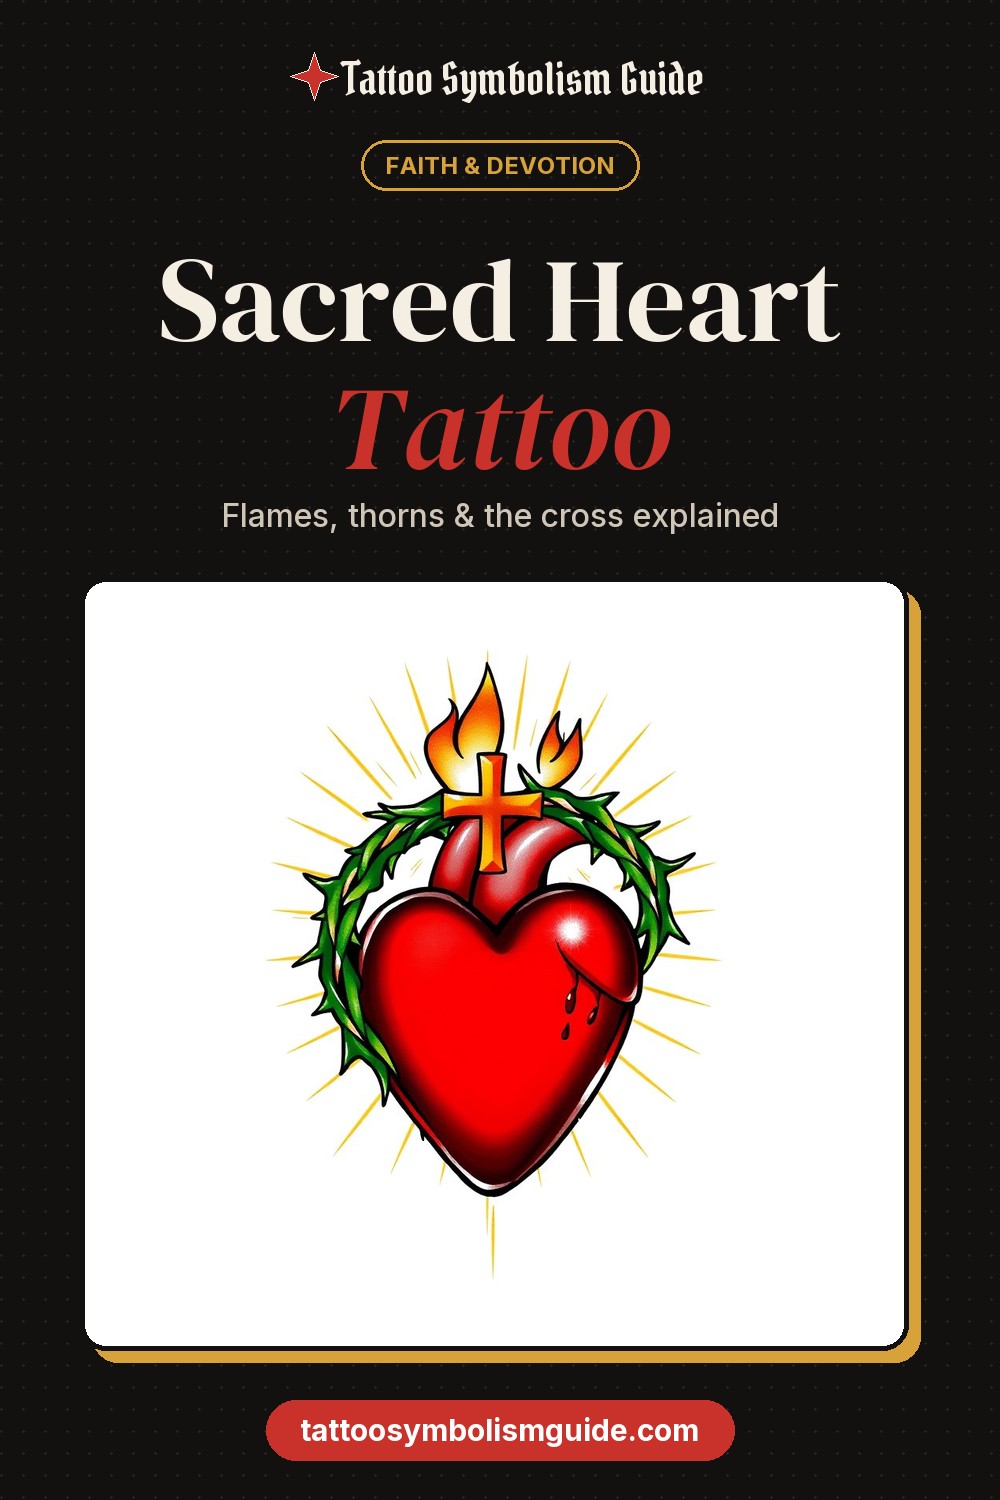 Tattoo Symbolism Guide
FAITH & DEVOTION
Sacred Heart
Tattoo
Flames, thorns & the cross explained
tattoosymbolismguide.com